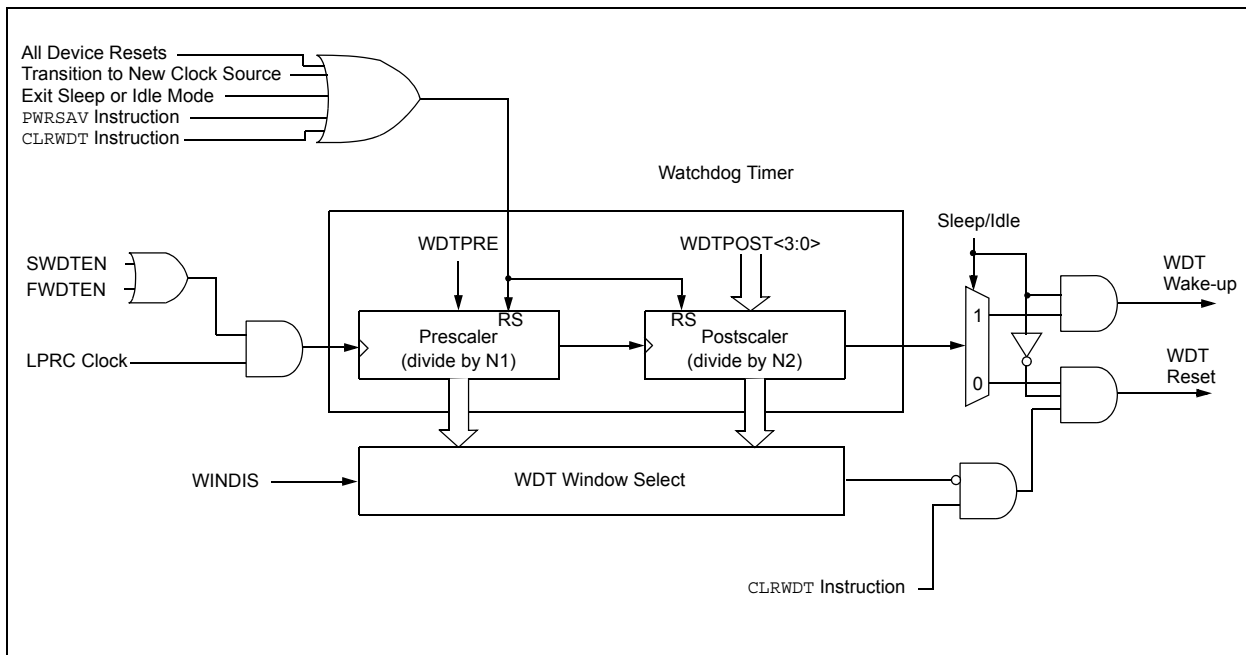 All Device Resets
Transition to New Clock Source
Exit Sleep or Idle Mode
PWRSAV Instruction
CLRWDT Instruction
Watchdog Timer
Sleep/Idle
WDTPRE
WDTPOST<3:0>
SWDTEN
FWDTEN
WDT
Wake-up
RS
RS
1
Prescaler
(divide by N1)
Postscaler
(divide by N2)
LPRC Clock
WDT
Reset
0
WINDIS
WDT Window Select
CLRWDT Instruction